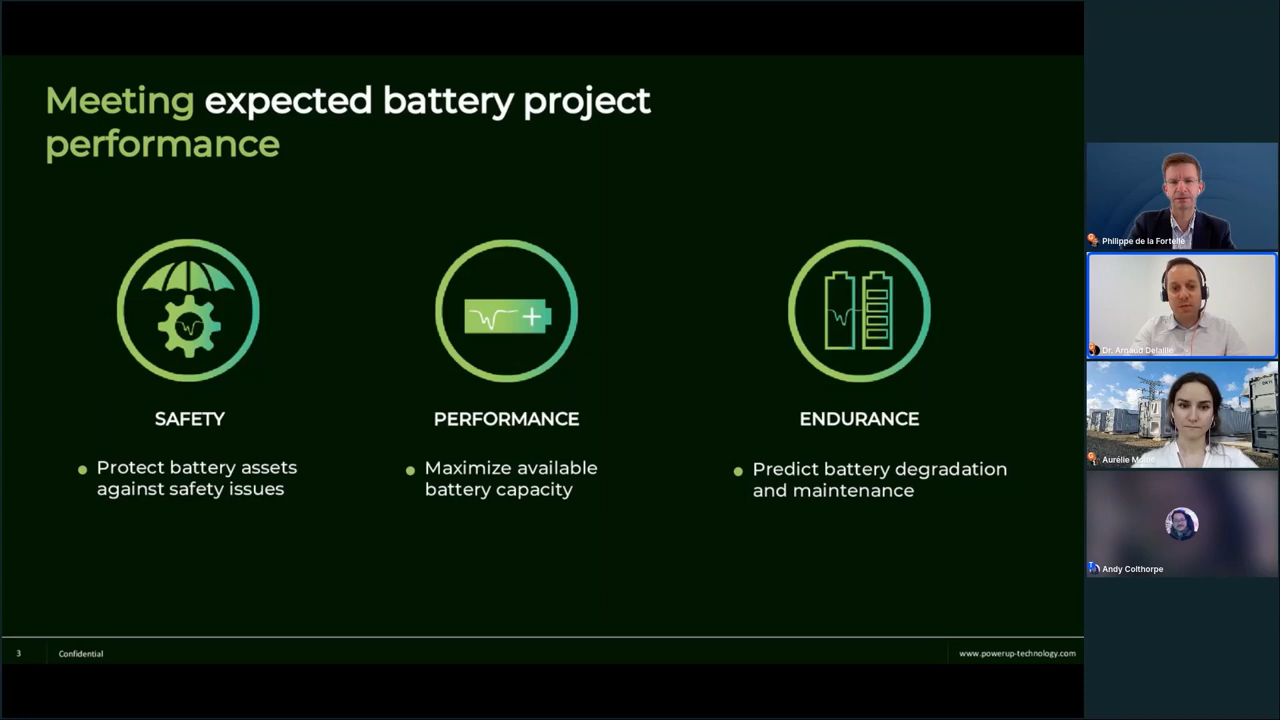 Meeting expected battery project
performance
SAFETY
Protect battery assets
against safety issues
PERFORMANCE
Maximize available
battery capacity
ENDURANCE
Predict battery degradation
and maintenance
3
Confidential
www.powerup-technology.com
Philippe de la Fortelle
Dr. Arnaud Delaille
Aurélie
Andy Colthorpe